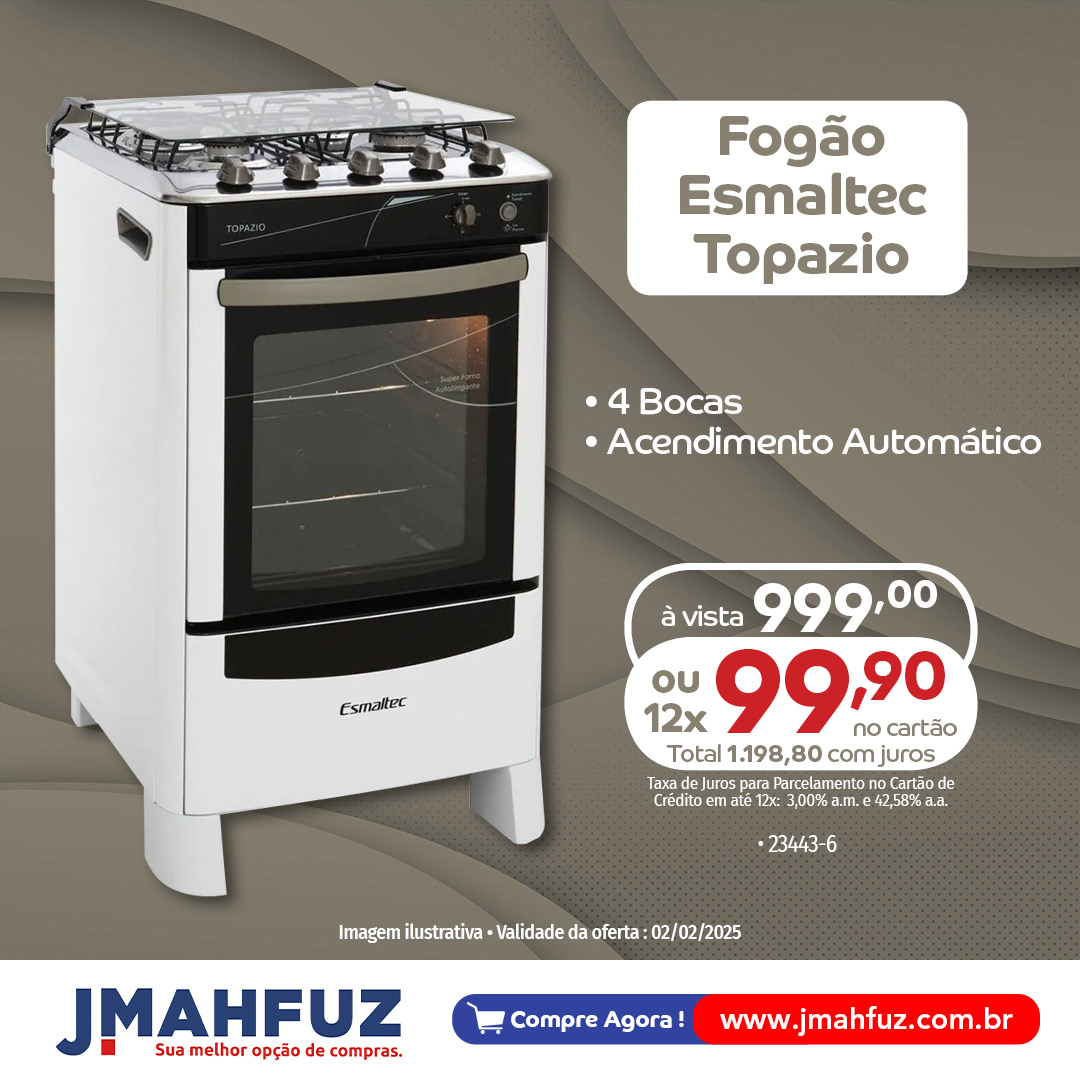 Fogão
Esmaltec
Topazio
• 4 Bocas
• Acendimento Automático
TOPAZIO
Super Forno
Autolimpante
Esmaltec
à vista 999,00
ou 12x 99,90 no cartão
Total 1.198,80 com juros
Taxa de Juros para Parcelamento no Cartão de
Crédito em até 12x: 3,00% a.m. e 42,58% a.a.
• 23443-6
Imagem ilustrativa • Validade da oferta : 02/02/2025
JMAHFUZ
Sua melhor opção de compras.
Compre Agora !
www.jmahfuz.com.br